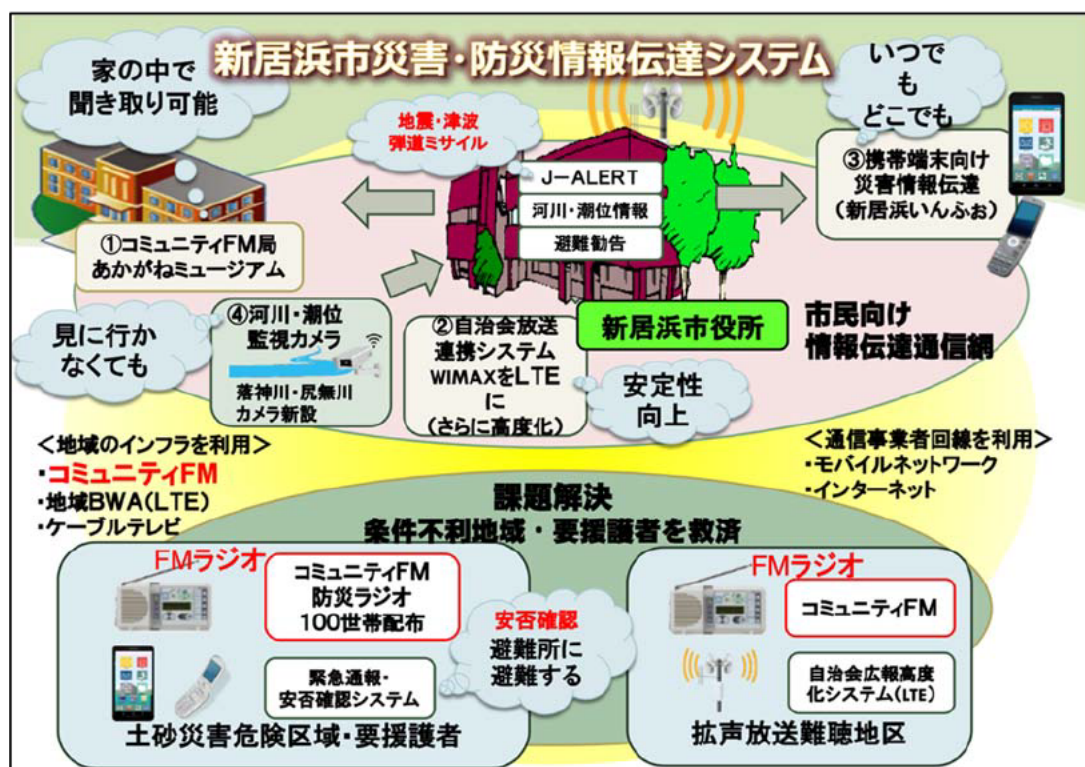 新居浜市災害・防災情報伝達システム
家の中で
聞き取り可能
地震・津波
弾道ミサイル
いつで
も
どこでも
J-ALERT
河川・潮位情報
避難勧告
③携帯端末向け
災害情報伝達
(新居浜いんふぉ)
①コミュニティFM局
あかがねミュージアム
新居浜市役所
市民向け
情報伝達通信網
見に行か
なくても
④河川・潮位
監視カメラ
落神川・尻無川
カメラ新設
②自治会放送
連携システム
WIMAXをLTE
に
(さらに高度化)
安定性
向上
<地域のインフラを利用>
・コミュニティFM
・地域BWA(LTE)
・ケーブルテレビ
<通信事業者回線を利用>
・モバイルネットワーク
・インターネット
課題解決
条件不利地域・要援護者を救済
FMラジオ
コミュニティFM
防災ラジオ
100世帯配布
緊急通報・
安否確認システム
土砂災害危険区域・要援護者
安否確認
避難所に
避難する
FMラジオ
コミュニティFM
自治会広報高度
化システム(LTE)
拡声放送難聴地区